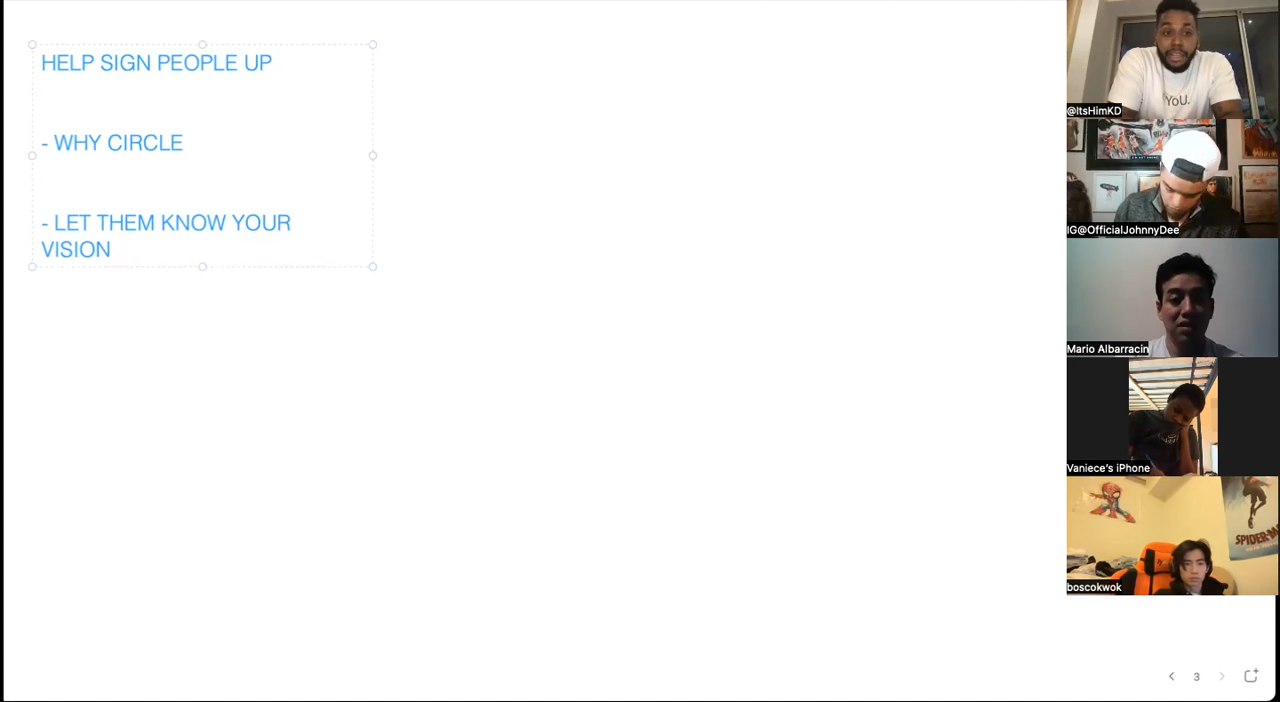 HELP SIGN PEOPLE UP
- WHY CIRCLE
- LET THEM KNOW YOUR
VISION
YOU.
@ItsHimKD
IG@OfficialJohnnyDee
Mario Albarracin
Vaniece's iPhone
SPIDER-M
boscokwok
3